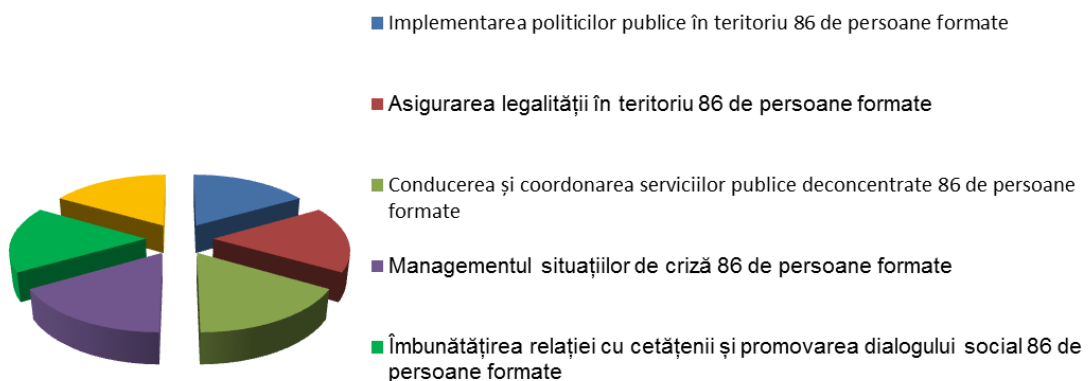 Implementarea politicilor publice în teritoriu 86 de persoane formate
Asigurarea legalității în teritoriu 86 de persoane formate
Conducerea și coordonarea serviciilor publice deconcentrate 86 de persoane
formate
Managementul situațiilor de criză 86 de persoane formate
Îmbunătățirea relației cu cetățenii și promovarea dialogului social 86 de
persoane formate